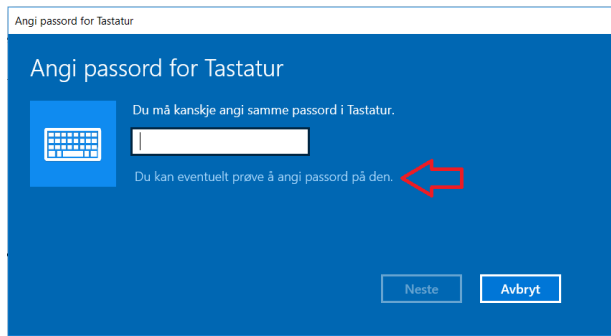 Angi passord for Tastatur
Angi passord for Tastatur
Du må kanskje angi samme passord i Tastatur.
Du kan eventuelt prøve å angi passord på den.
Neste
Avbryt